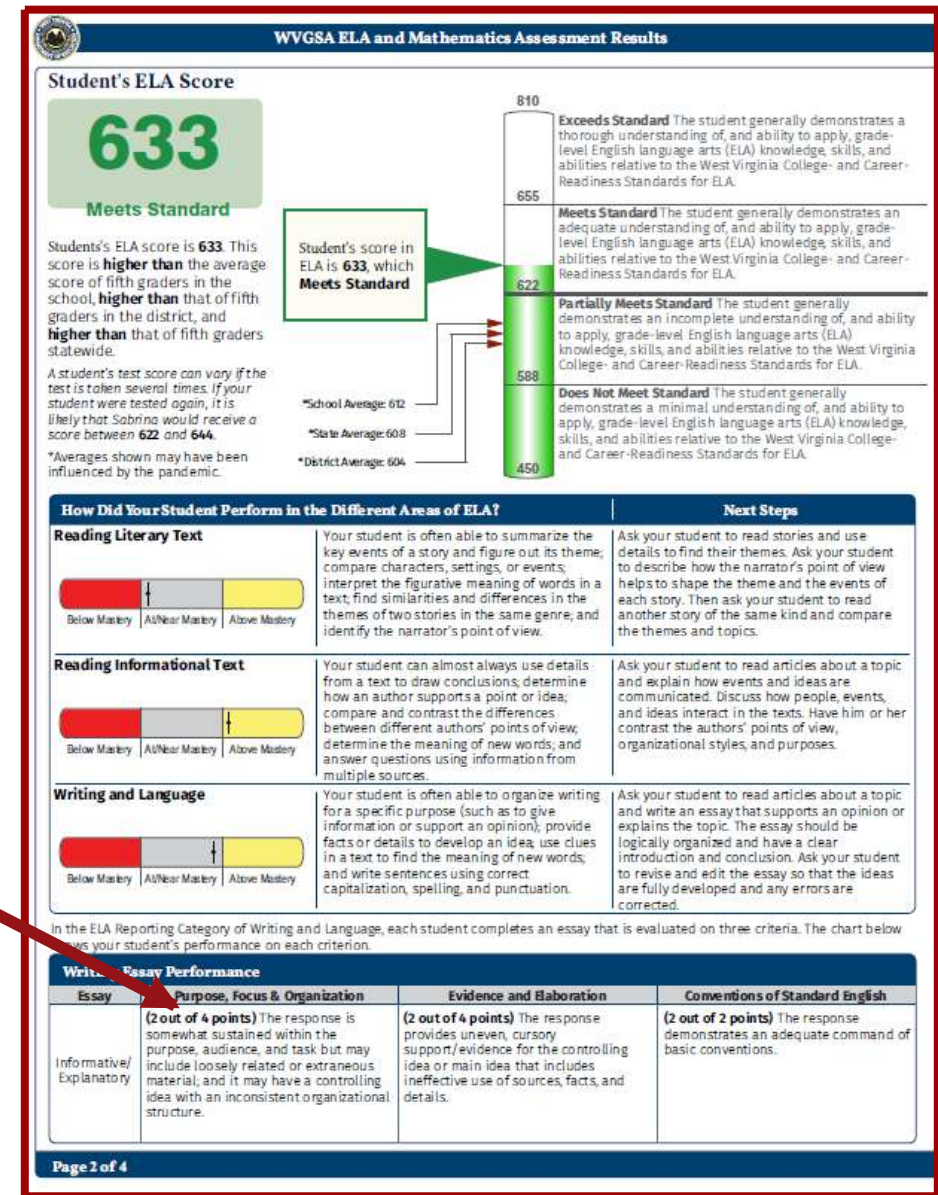 WVGSA ELA and Mathematics Assessment Results
Student's ELA Score
633
Meets Standard
Students's ELA score is 633. This
score is higher than the average
score of fifth graders in the
school, higher than that of fifth
graders in the district, and
higher than that of fifth graders
statewide.
A student's test score can vary if the
test is taken several times. If your
student were tested again, it is
likely that Sabrina would receive a
score between 622 and 644.
*Averages shown may have been
influenced by the pandemic.
Student's score in
ELA is 633, which
Meets Standard
*School Average: 612
*State Average: 608
*District Average: 604
810
655
622
588
450
Exceeds Standard The student generally demonstrates a
thorough understanding of, and ability to apply, grade-
level English language arts (ELA) knowledge, skills, and
abilities relative to the West Virginia College- and Career-
Readiness Standards for ELA.
Meets Standard The student generally demonstrates an
adequate understanding of, and ability to apply, grade-
level English language arts (ELA) knowledge, skills, and
abilities relative to the West Virginia College- and Career-
Readiness Standards for ELA.
Partially Meets Standard The student generally
demonstrates an incomplete understanding of, and ability
to apply, grade-level English language arts (ELA)
knowledge, skills, and abilities relative to the West Virginia
College- and Career-Readiness Standards for ELA.
Does Not Meet Standard The student generally
demonstrates a minimal understanding of, and ability to
apply, grade-level English language arts (ELA) knowledge,
skills, and abilities relative to the West Virginia College-
and Career-Readiness Standards for ELA.
How Did Your Student Perform in the Different Areas of ELA?
Next Steps
Reading Literary Text
Below Mastery At/Near Mastery Above Mastery
Your student is often able to summarize the
key events of a story and figure out its theme;
compare characters, settings, or events;
interpret the figurative meaning of words in a
text; find similarities and differences in the
themes of two stories in the same genre; and
identify the narrator's point of view.
Ask your student to read stories and use
details to find their themes. Ask your student
to describe how the narrator's point of view
helps to shape the theme and the events of
each story. Then ask your student to read
another story of the same kind and compare
the themes and topics.
Reading Informational Text
Below Mastery At/Near Mastery Above Mastery
Your student can almost always use details
from a text to draw conclusions; determine
how an author supports a point or idea;
compare and contrast the differences
between different authors' points of view;
determine the meaning of new words; and
answer questions using information from
multiple sources.
Ask your student to read articles about a topic
and explain how events and ideas are
communicated. Discuss how people, events,
and ideas interact in the texts. Have him or her
contrast the authors' points of view,
organizational styles, and purposes.
Writing and Language
Below Mastery At/Near Mastery Above Mastery
Your student is often able to organize writing
for a specific purpose (such as to give
information or support an opinion); provide
facts or details to develop an idea; use clues
in a text to find the meaning of new words;
and write sentences using correct
capitalization, spelling, and punctuation.
Ask your student to read articles about a topic
and write an essay that supports an opinion or
explains the topic. The essay should be
logically organized and have a clear
introduction and conclusion. Ask your student
to revise and edit the essay so that the ideas
are fully developed and any errors are
corrected.
In the ELA Reporting Category of Writing and Language, each student completes an essay that is evaluated on three criteria. The chart below
your student's performance on each criterion.
Essay Performance
Essay
Purpose, Focus & Organization
Evidence and Elaboration
Conventions of Standard English
Informative/
Explanatory
(2 out of 4 points) The response is
somewhat sustained within the
purpose, audience, and task but may
include loosely related or extraneous
material; and it may have a controlling
idea with an inconsistent organizational
structure.
(2 out of 4 points) The response
provides uneven, cursory
support/evidence for the controlling
idea or main idea that includes
ineffective use of sources, facts, and
details.
(2 out of 2 points) The response
demonstrates an adequate command of
basic conventions.
Page 2 of 4